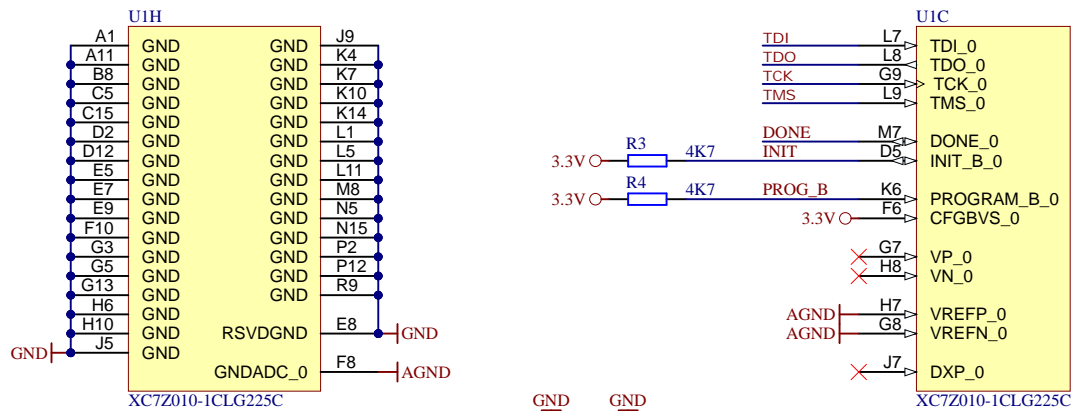 U1H
A1 GND GND J9
A11 GND GND K4
B8 GND GND K7
C5 GND GND K10
C15 GND GND K14
D2 GND GND L1
D12 GND GND L5
E5 GND GND L11
E7 GND GND M8
E9 GND GND N5
F10 GND GND N15
G3 GND GND P2
G5 GND GND P12
G13 GND GND R9
H6 GND
H10 GND RSVDGND E8 GND
GND J5 GND
GNDADC_0 F8 AGND
XC7Z010-1CLG225C
U1C
TDI L7 TDI_0
TDO L8 TDO_0
TCK G9 TCK_0
TMS L9 TMS_0
DONE M7 DONE_0
3.3V R3 4K7 INIT D5 INIT_B_0
3.3V R4 4K7 PROG_B K6 PROGRAM_B_0
3.3V F6 CFGBVS_0
G7 VP_0
H8 VN_0
AGND H7 VREFP_0
AGND G8 VREFN_0
J7 DXP_0
XC7Z010-1CLG225C
GND GND